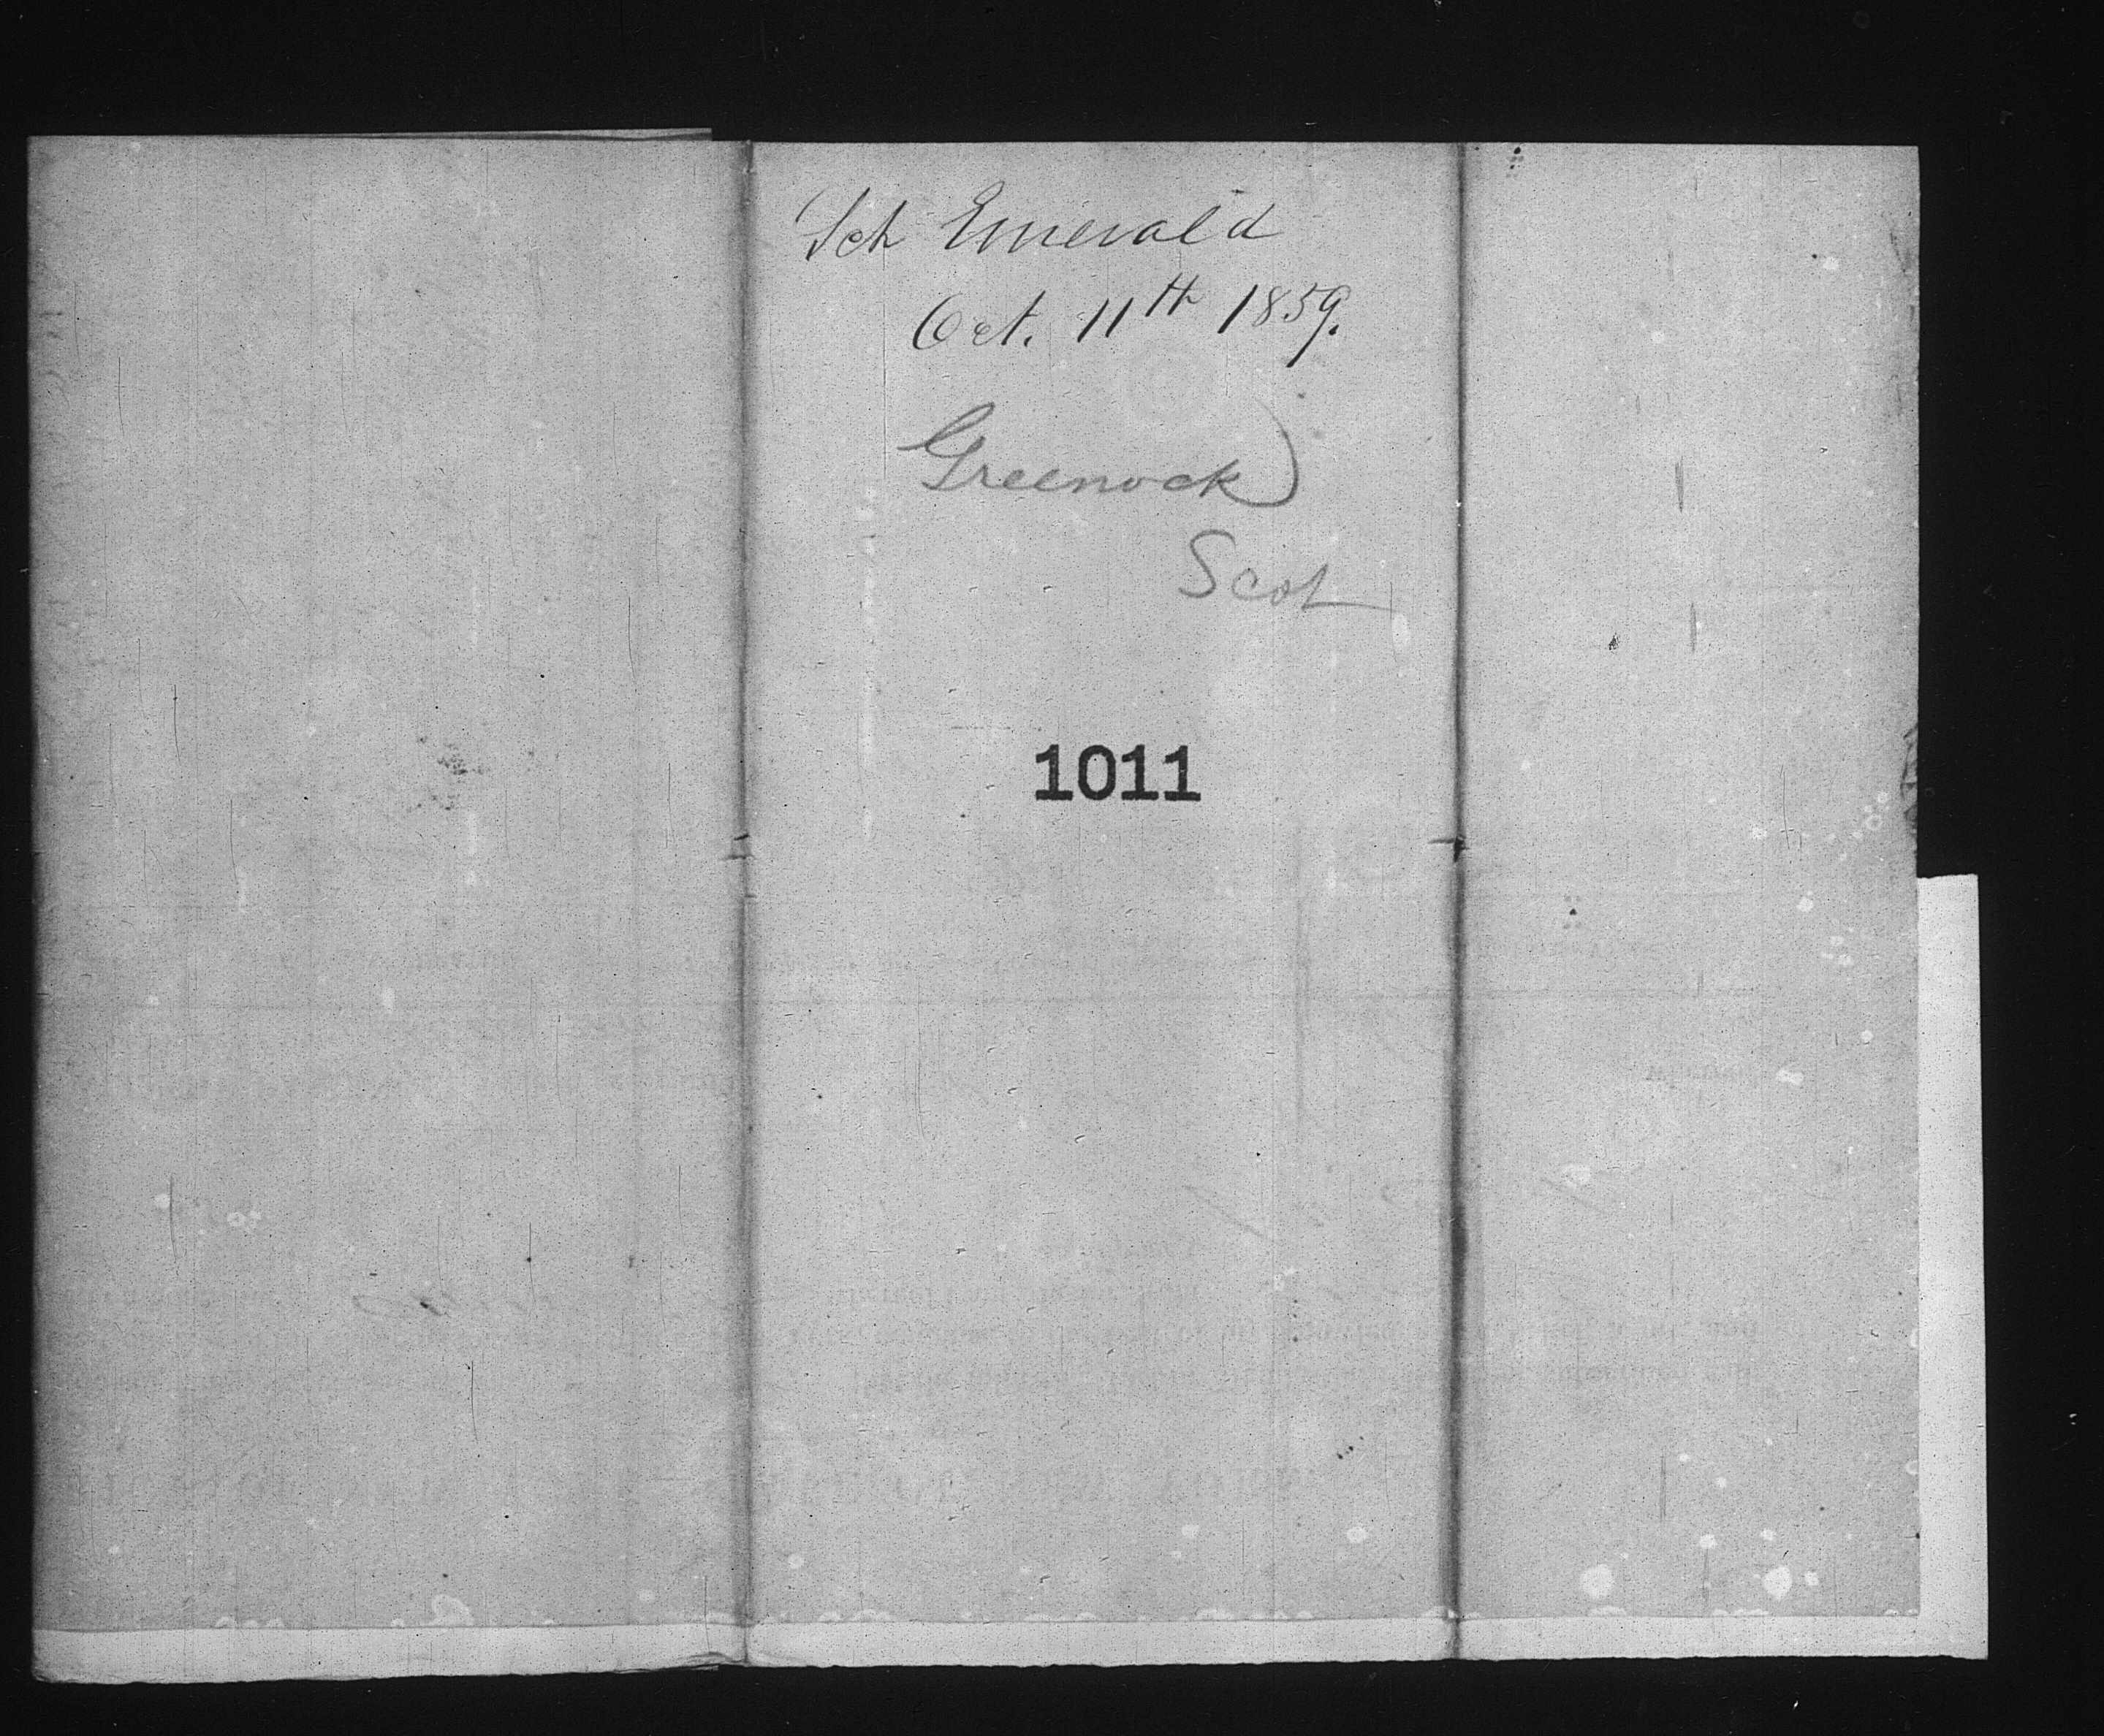 Sch Emerald
Oct. 11th 1859.
Greenock
Scot
1011